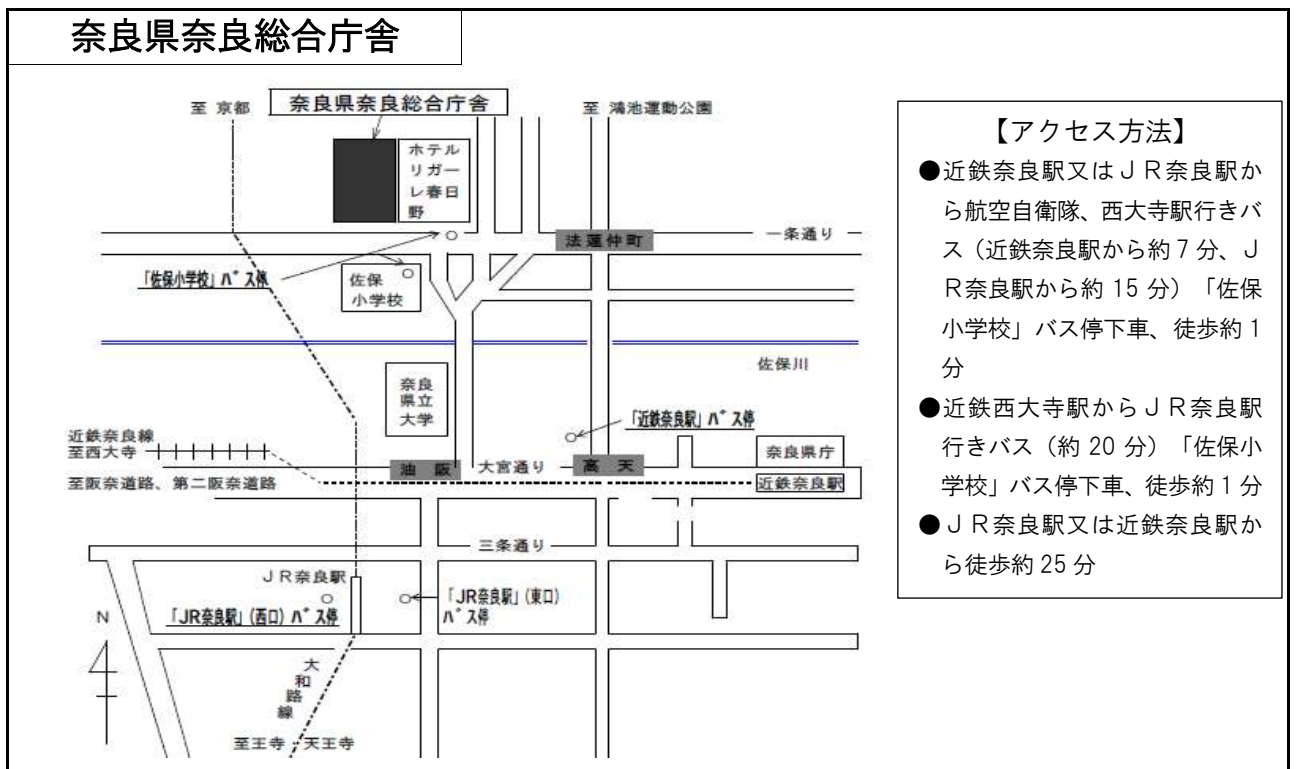 奈良県奈良総合庁舎
至 京都
奈良県奈良総合庁舎
至 鴻池運動公園
ホテル
リガー
レ春日
野
法蓮仲町
一条通り
「佐保小学校」バス停
佐保
小学校
佐保川
奈良
県立
大学
「近鉄奈良駅」バス停
近鉄奈良線
至西大寺
油 阪
大宮通り
高 天
奈良県庁
至阪奈道路、第二阪奈道路
近鉄奈良駅
三条通り
JR奈良駅
「JR奈良駅」(西口)バス停
「JR奈良駅」(東口)
バス停
N
大
和
路
線
至王寺・天王寺
【アクセス方法】
●近鉄奈良駅又はJR奈良駅か
ら航空自衛隊、西大寺駅行きバ
ス（近鉄奈良駅から約7分、J
R奈良駅から約15分）「佐保
小学校」バス停下車、徒歩約1
分
●近鉄西大寺駅からJR奈良駅
行きバス（約20分）「佐保小
学校」バス停下車、徒歩約1分
●JR奈良駅又は近鉄奈良駅か
ら徒歩約25分